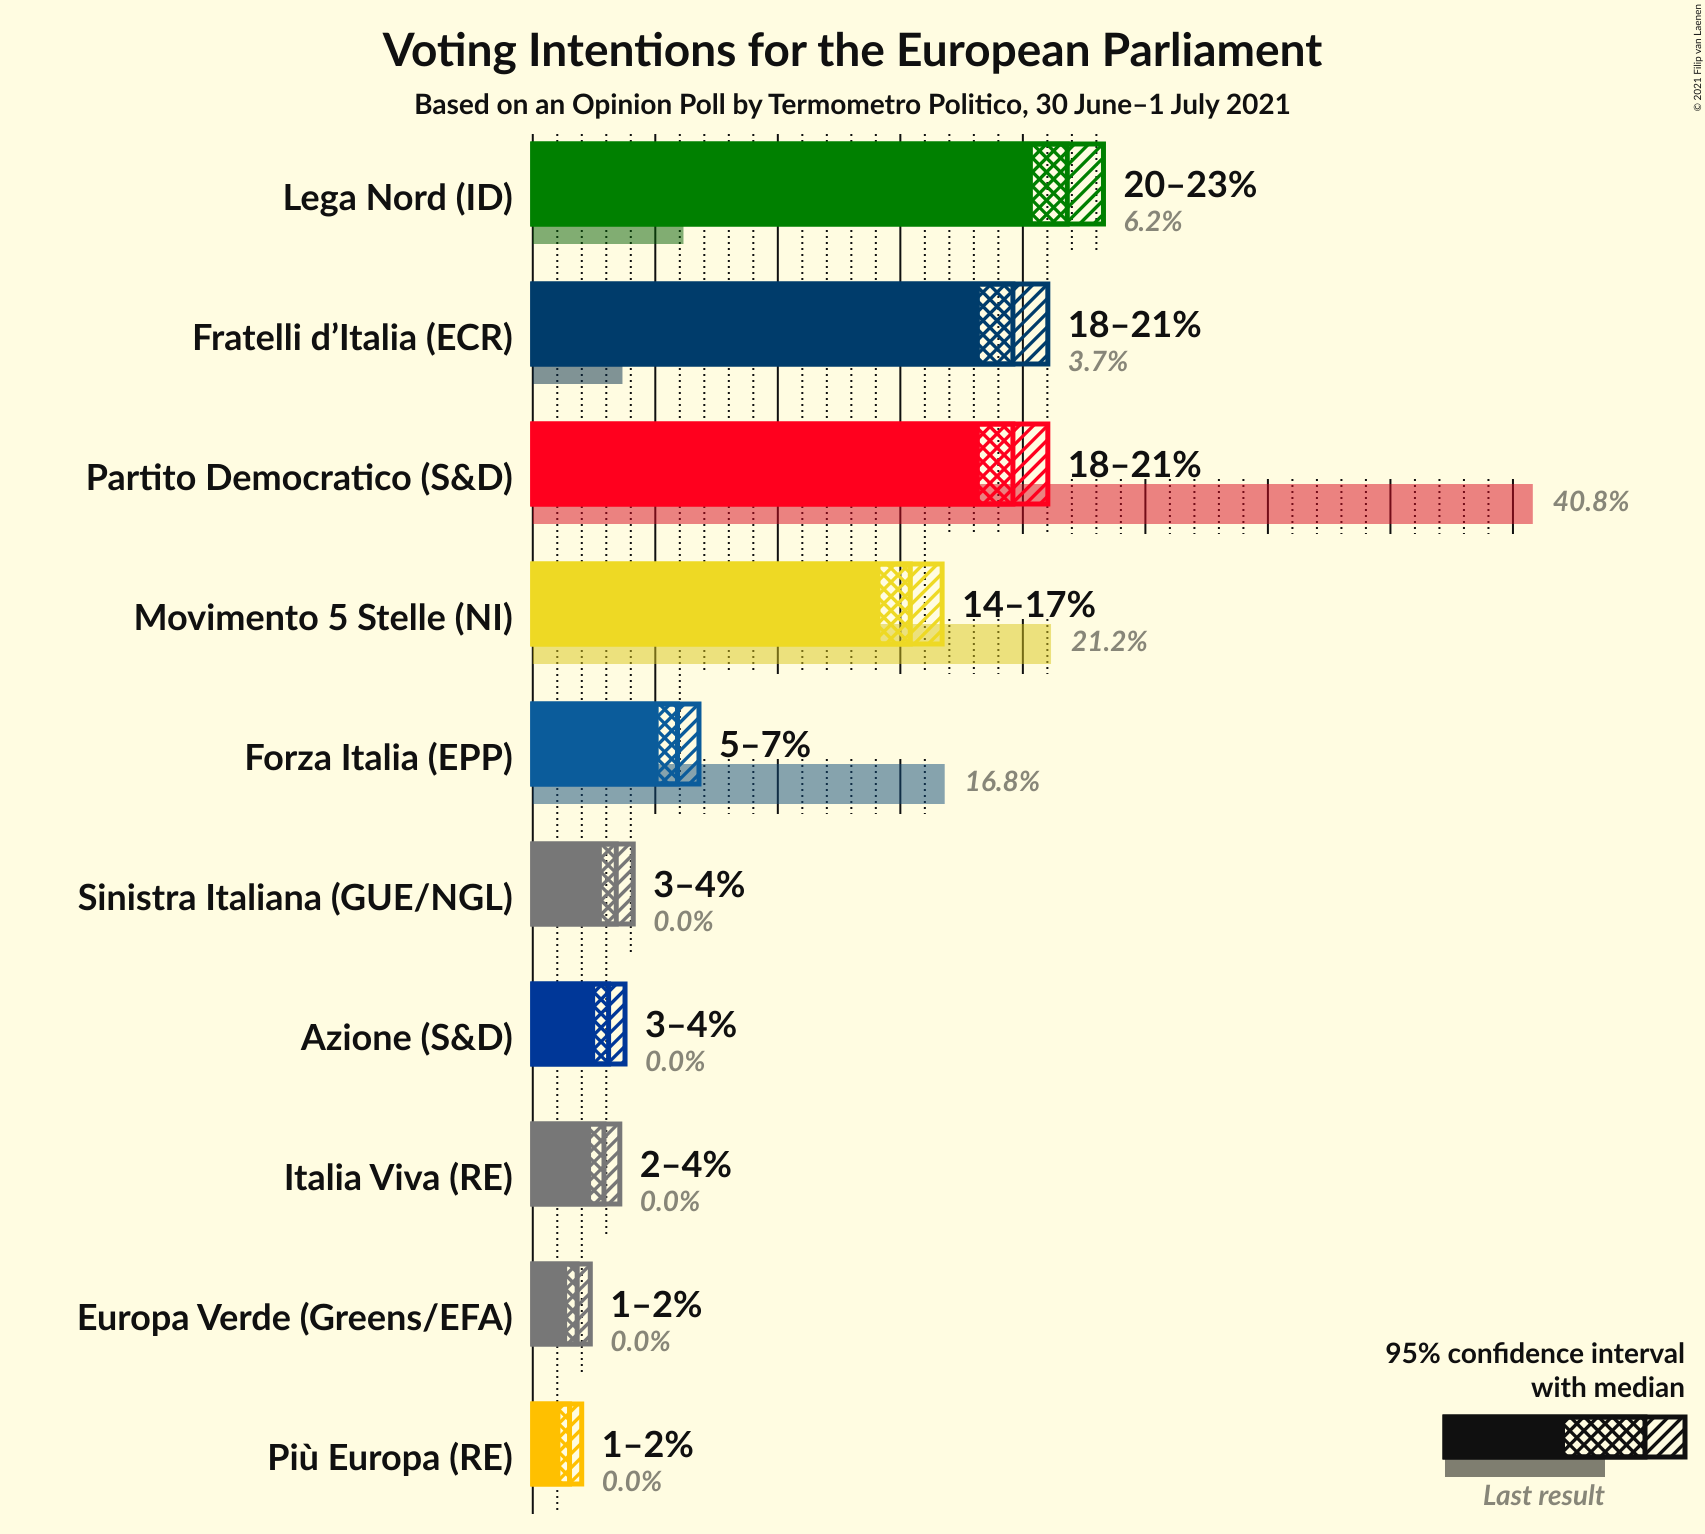 Voting Intentions for the European Parliament
Based on an Opinion Poll by Termometro Politico, 30 June–1 July 2021
© 2021 Filip van Laenen
Lega Nord (ID)
20–23%
6.2%
Fratelli d’Italia (ECR)
18–21%
3.7%
Partito Democratico (S&D)
18–21%
40.8%
Movimento 5 Stelle (NI)
14–17%
21.2%
Forza Italia (EPP)
5–7%
16.8%
Sinistra Italiana (GUE/NGL)
3–4%
0.0%
Azione (S&D)
3–4%
0.0%
Italia Viva (RE)
2–4%
0.0%
Europa Verde (Greens/EFA)
1–2%
0.0%
Più Europa (RE)
1–2%
0.0%
95% confidence interval
with median
Last result